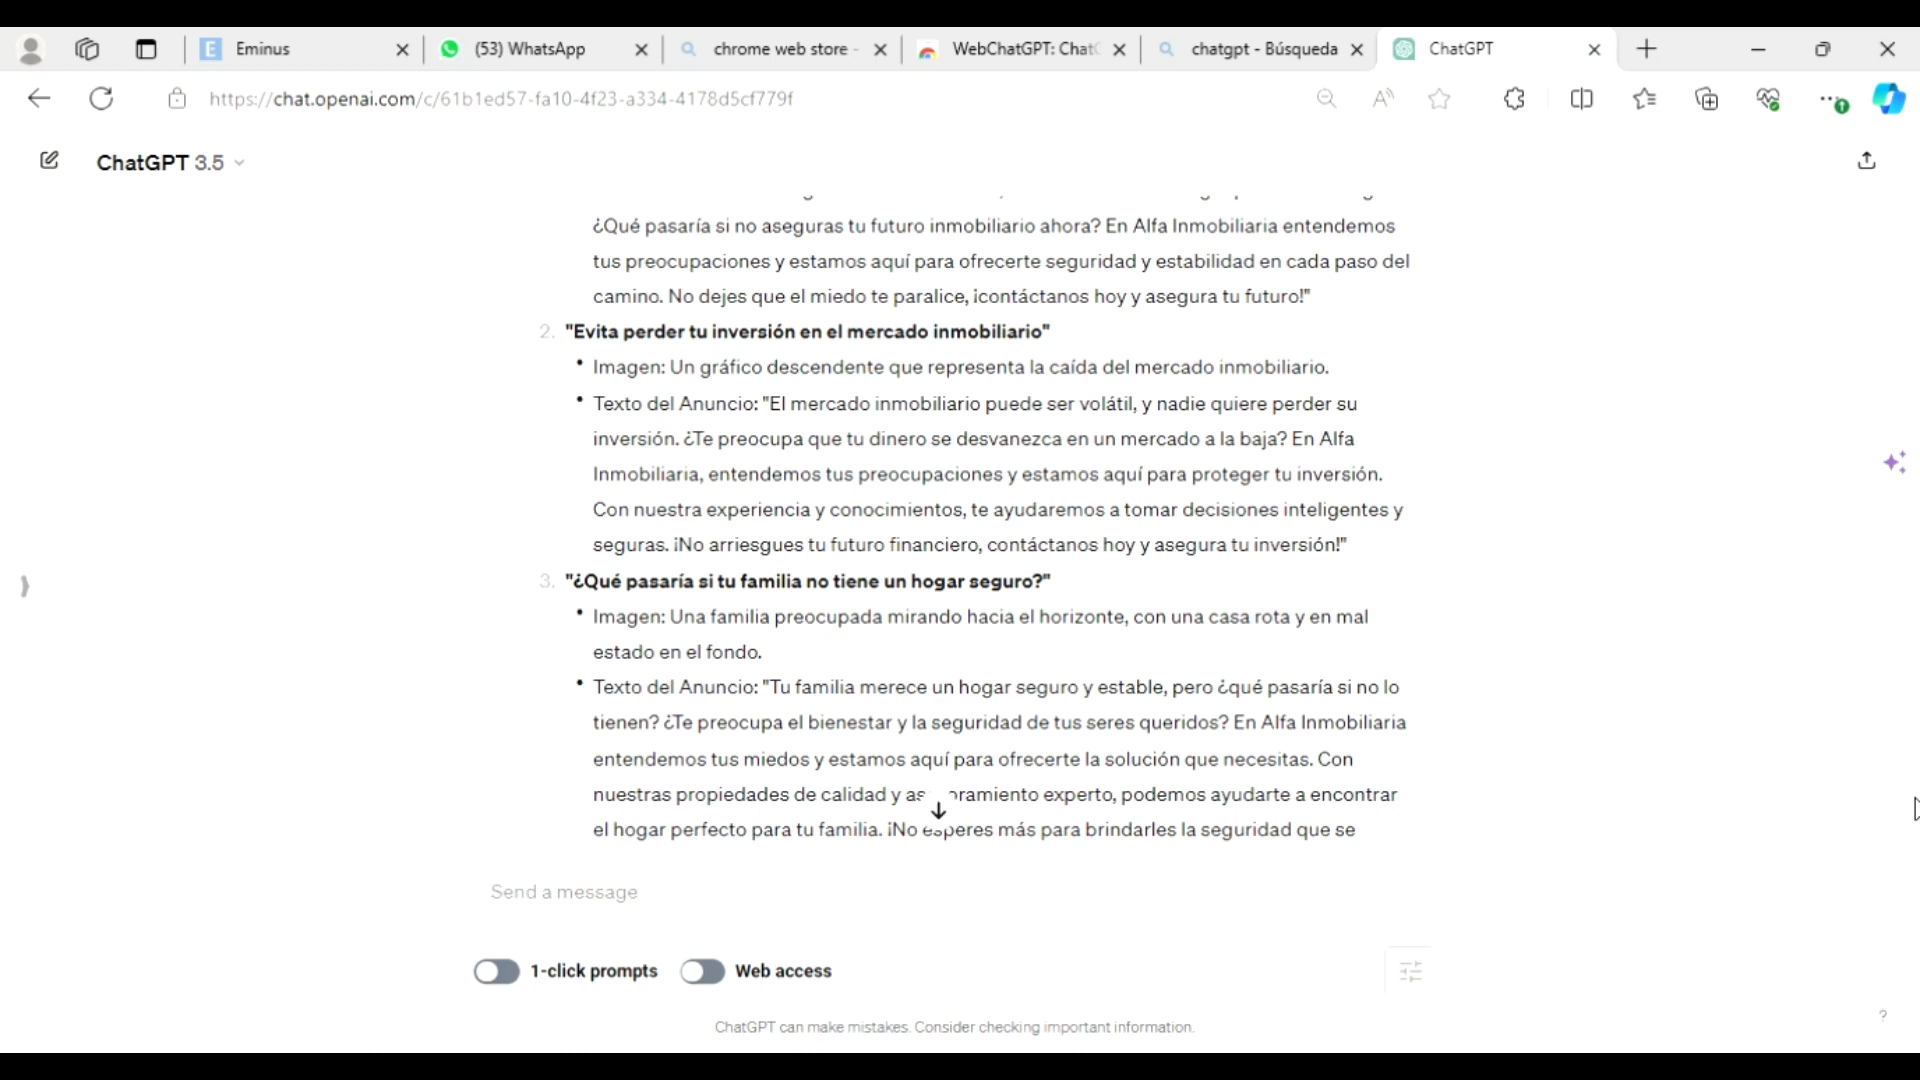 Eminus
(53) WhatsApp
chrome web store -
WebChatGPT: Chat
chatgpt - Búsqueda
ChatGPT
https://chat.openai.com/c/61b1ed57-fa10-4f23-a334-4178d5cf779f
ChatGPT 3.5
¿Qué pasaría si no aseguras tu futuro inmobiliario ahora? En Alfa Inmobiliaria entendemos
tus preocupaciones y estamos aquí para ofrecerte seguridad y estabilidad en cada paso del
camino. No dejes que el miedo te paralice, ¡contáctanos hoy y asegura tu futuro!"
2. "Evita perder tu inversión en el mercado inmobiliario"
• Imagen: Un gráfico descendente que representa la caída del mercado inmobiliario.
• Texto del Anuncio: "El mercado inmobiliario puede ser volátil, y nadie quiere perder su
inversión. ¿Te preocupa que tu dinero se desvanezca en un mercado a la baja? En Alfa
Inmobiliaria, entendemos tus preocupaciones y estamos aquí para proteger tu inversión.
Con nuestra experiencia y conocimientos, te ayudaremos a tomar decisiones inteligentes y
seguras. ¡No arriesgues tu futuro financiero, contáctanos hoy y asegura tu inversión!"
3. "¿Qué pasaría si tu familia no tiene un hogar seguro?"
• Imagen: Una familia preocupada mirando hacia el horizonte, con una casa rota y en mal
estado en el fondo.
• Texto del Anuncio: "Tu familia merece un hogar seguro y estable, pero ¿qué pasaría si no lo
tienen? ¿Te preocupa el bienestar y la seguridad de tus seres queridos? En Alfa Inmobiliaria
entendemos tus miedos y estamos aquí para ofrecerte la solución que necesitas. Con
nuestras propiedades de calidad y asesoramiento experto, podemos ayudarte a encontrar
el hogar perfecto para tu familia. ¡No esperes más para brindarles la seguridad que se
Send a message
1-click prompts
Web access
ChatGPT can make mistakes. Consider checking important information.
?